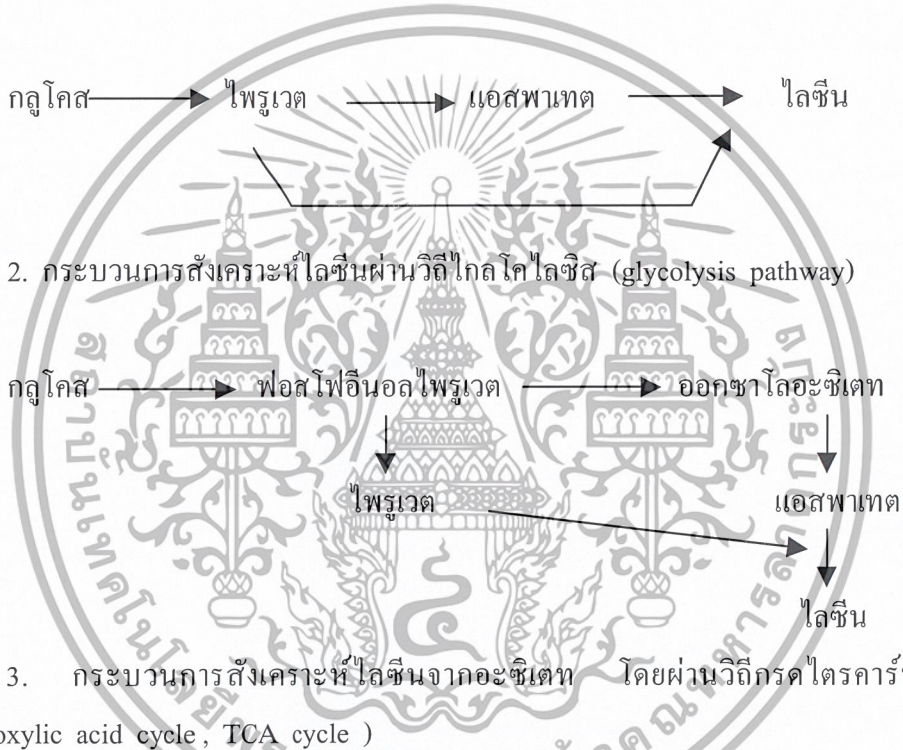 กลูโคส ไพรูเวต แอสพาเทต ไลซีน
2. กระบวนการสังเคราะห์ไลซีนผ่านวิถีไกลโคไลซิส (glycolysis pathway)
กลูโคส ฟอสโฟอีนอลไพรูเวต ออกซาโลอะซิเตท
ไพรูเวต แอสพาเทต
ไลซีน
3. กระบวนการสังเคราะห์ไลซีนจากอะซิเตท โดยผ่านวิถีกรดไตรคาร์
oxylic acid cycle , TCA cycle )